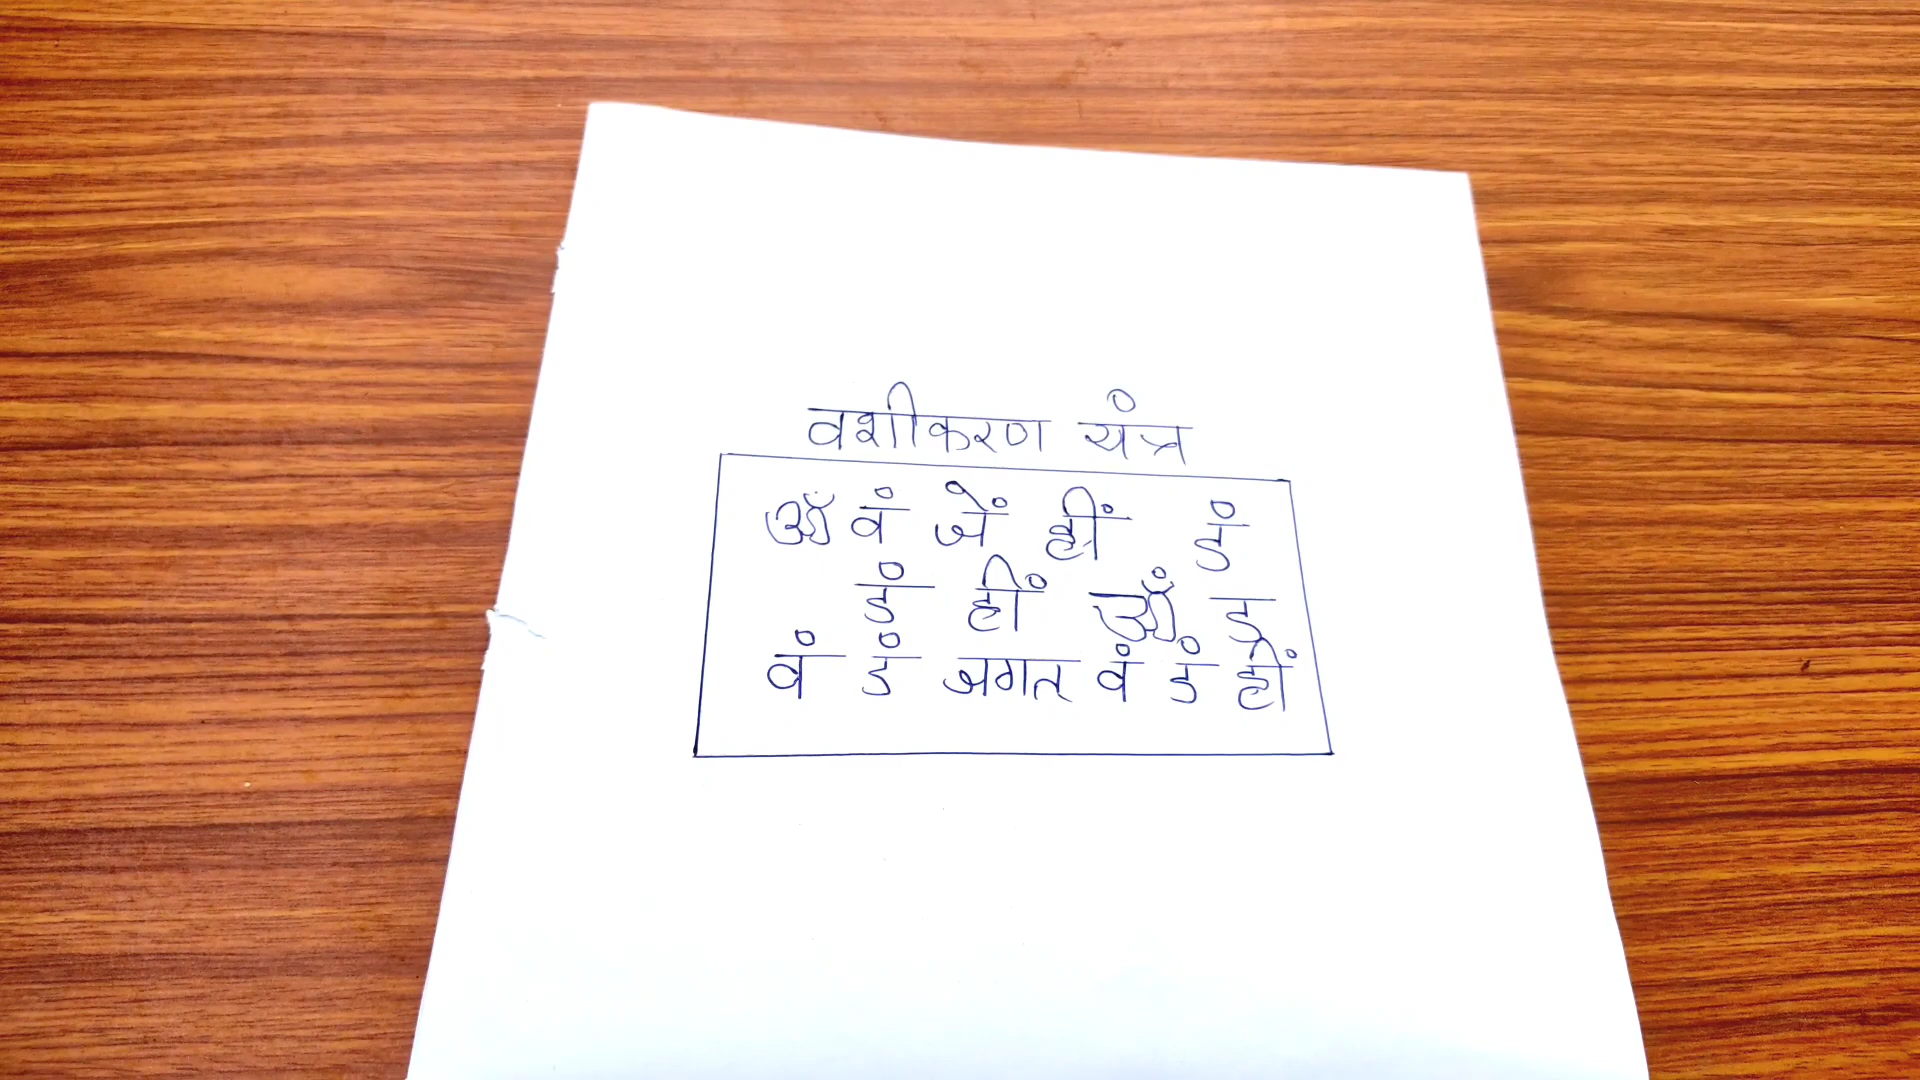 वशीकरण यंत्र
ॐ वं जें हीं डं
डं हीं ॐ ड
वं डं जगत वं डं हीं